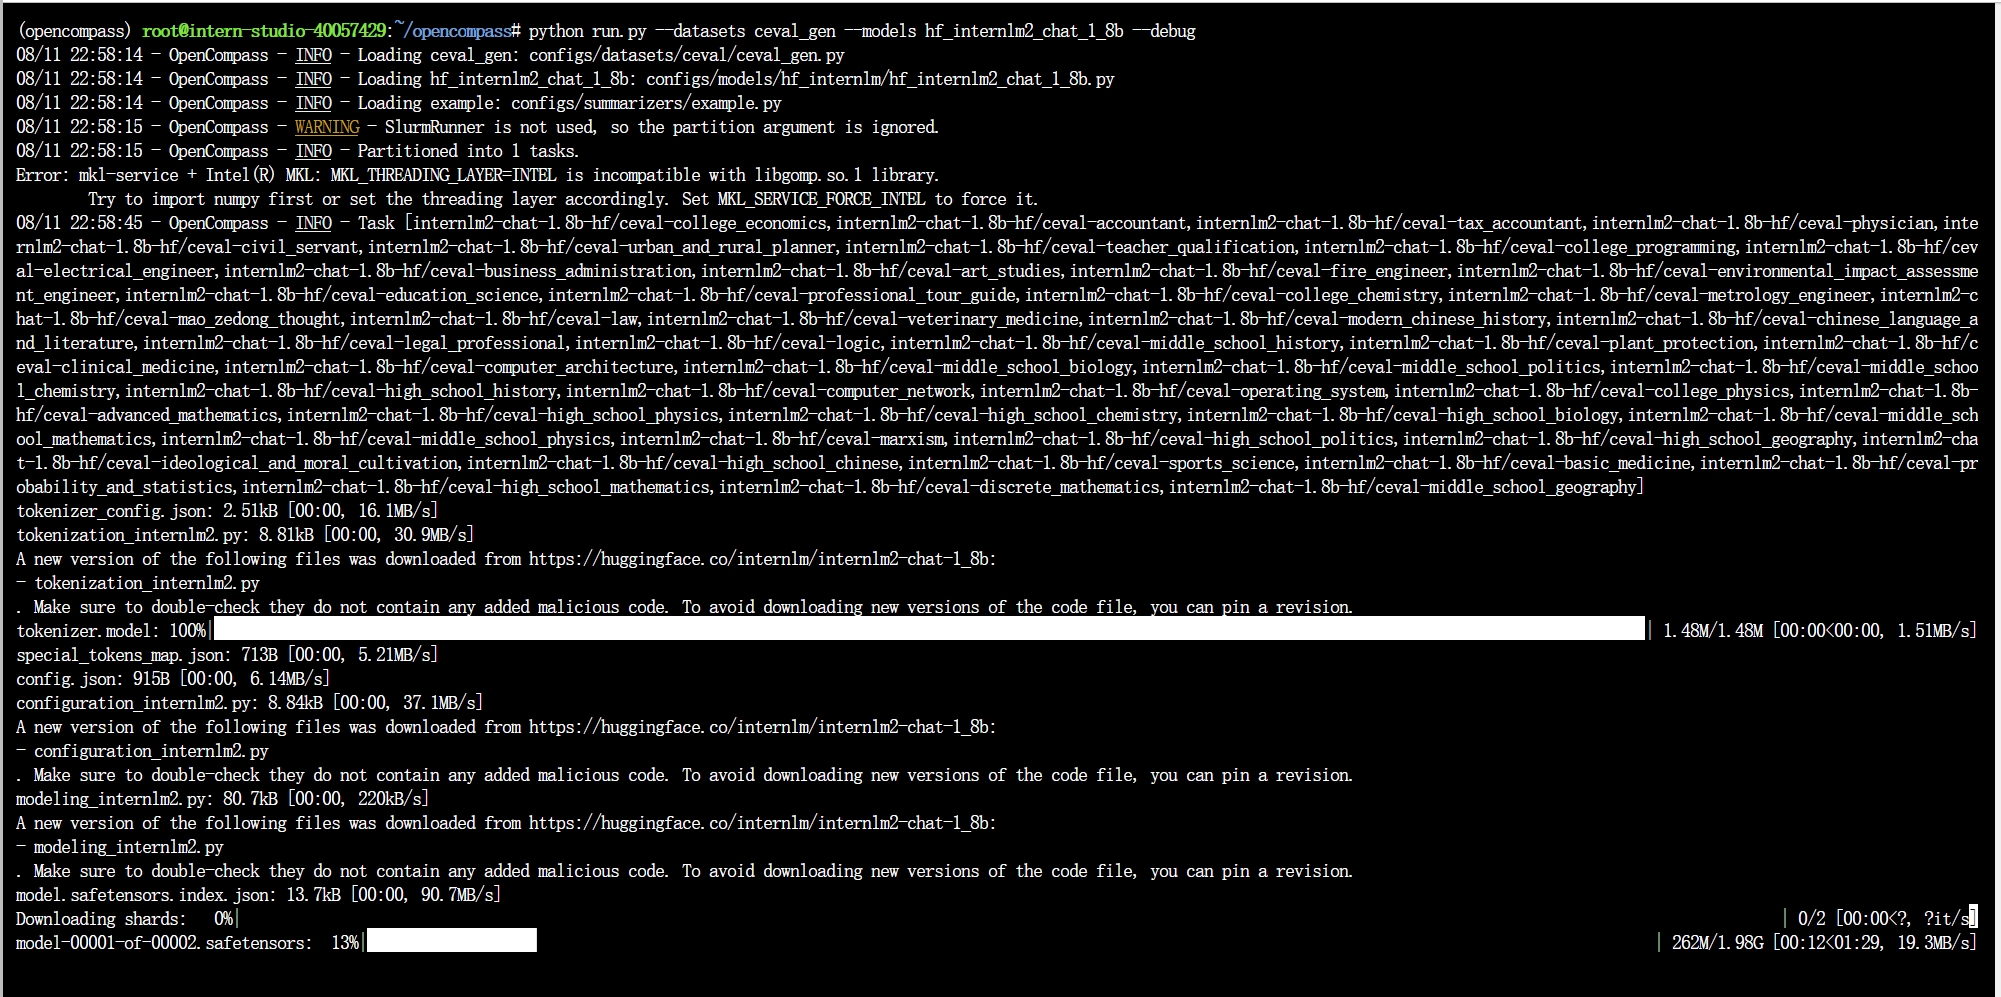 (opencompass) root@intern-studio-40057429:~/opencompass# python run.py --datasets ceval_gen --models hf_internlm2_chat_1_8b --debug
08/11 22:58:14 - OpenCompass - INFO - Loading ceval_gen: configs/datasets/ceval/ceval_gen.py
08/11 22:58:14 - OpenCompass - INFO - Loading hf_internlm2_chat_1_8b: configs/models/hf_internlm/hf_internlm2_chat_1_8b.py
08/11 22:58:14 - OpenCompass - INFO - Loading example: configs/summarizers/example.py
08/11 22:58:15 - OpenCompass - WARNING - SlurmRunner is not used, so the partition argument is ignored.
08/11 22:58:15 - OpenCompass - INFO - Partitioned into 1 tasks.
Error: mkl-service + Intel(R) MKL: MKL_THREADING_LAYER=INTEL is incompatible with libgomp.so.1 library.
Try to import numpy first or set the threading layer accordingly. Set MKL_SERVICE_FORCE_INTEL to force it.
08/11 22:58:45 - OpenCompass - INFO - Task [internlm2-chat-1.8b-hf/ceval-college_economics,internlm2-chat-1.8b-hf/ceval-accountant,internlm2-chat-1.8b-hf/ceval-tax_accountant,internlm2-chat-1.8b-hf/ceval-physician,inte
rnlm2-chat-1.8b-hf/ceval-civil_servant,internlm2-chat-1.8b-hf/ceval-urban_and_rural_planner,internlm2-chat-1.8b-hf/ceval-teacher_qualification,internlm2-chat-1.8b-hf/ceval-college_programming,internlm2-chat-1.8b-hf/cev
al-electrical_engineer,internlm2-chat-1.8b-hf/ceval-business_administration,internlm2-chat-1.8b-hf/ceval-art_studies,internlm2-chat-1.8b-hf/ceval-fire_engineer,internlm2-chat-1.8b-hf/ceval-environmental_impact_assessme
nt_engineer,internlm2-chat-1.8b-hf/ceval-education_science,internlm2-chat-1.8b-hf/ceval-professional_tour_guide,internlm2-chat-1.8b-hf/ceval-college_chemistry,internlm2-chat-1.8b-hf/ceval-metrology_engineer,internlm2-c
hat-1.8b-hf/ceval-mao_zedong_thought,internlm2-chat-1.8b-hf/ceval-law,internlm2-chat-1.8b-hf/ceval-veterinary_medicine,internlm2-chat-1.8b-hf/ceval-modern_chinese_history,internlm2-chat-1.8b-hf/ceval-chinese_language_a
nd_literature,internlm2-chat-1.8b-hf/ceval-legal_professional,internlm2-chat-1.8b-hf/ceval-logic,internlm2-chat-1.8b-hf/ceval-middle_school_history,internlm2-chat-1.8b-hf/ceval-plant_protection,internlm2-chat-1.8b-hf/c
eval-clinical_medicine,internlm2-chat-1.8b-hf/ceval-computer_architecture,internlm2-chat-1.8b-hf/ceval-middle_school_biology,internlm2-chat-1.8b-hf/ceval-middle_school_politics,internlm2-chat-1.8b-hf/ceval-middle_schoo
l_chemistry,internlm2-chat-1.8b-hf/ceval-high_school_history,internlm2-chat-1.8b-hf/ceval-computer_network,internlm2-chat-1.8b-hf/ceval-operating_system,internlm2-chat-1.8b-hf/ceval-college_physics,internlm2-chat-1.8b-
hf/ceval-advanced_mathematics,internlm2-chat-1.8b-hf/ceval-high_school_physics,internlm2-chat-1.8b-hf/ceval-high_school_chemistry,internlm2-chat-1.8b-hf/ceval-high_school_biology,internlm2-chat-1.8b-hf/ceval-middle_sch
ool_mathematics,internlm2-chat-1.8b-hf/ceval-middle_school_physics,internlm2-chat-1.8b-hf/ceval-marxism,internlm2-chat-1.8b-hf/ceval-high_school_politics,internlm2-chat-1.8b-hf/ceval-high_school_geography,internlm2-cha
t-1.8b-hf/ceval-ideological_and_moral_cultivation,internlm2-chat-1.8b-hf/ceval-high_school_chinese,internlm2-chat-1.8b-hf/ceval-sports_science,internlm2-chat-1.8b-hf/ceval-basic_medicine,internlm2-chat-1.8b-hf/ceval-pr
obability_and_statistics,internlm2-chat-1.8b-hf/ceval-high_school_mathematics,internlm2-chat-1.8b-hf/ceval-discrete_mathematics,internlm2-chat-1.8b-hf/ceval-middle_school_geography]
tokenizer_config.json: 2.51kB [00:00, 16.1MB/s]
tokenization_internlm2.py: 8.81kB [00:00, 30.9MB/s]
A new version of the following files was downloaded from https://huggingface.co/internlm/internlm2-chat-1_8b:
- tokenization_internlm2.py
. Make sure to double-check they do not contain any added malicious code. To avoid downloading new versions of the code file, you can pin a revision.
tokenizer.model: 100%| | 1.48M/1.48M [00:00<00:00, 1.51MB/s]
special_tokens_map.json: 713B [00:00, 5.21MB/s]
config.json: 915B [00:00, 6.14MB/s]
configuration_internlm2.py: 8.84kB [00:00, 37.1MB/s]
A new version of the following files was downloaded from https://huggingface.co/internlm/internlm2-chat-1_8b:
- configuration_internlm2.py
. Make sure to double-check they do not contain any added malicious code. To avoid downloading new versions of the code file, you can pin a revision.
modeling_internlm2.py: 80.7kB [00:00, 220kB/s]
A new version of the following files was downloaded from https://huggingface.co/internlm/internlm2-chat-1_8b:
- modeling_internlm2.py
. Make sure to double-check they do not contain any added malicious code. To avoid downloading new versions of the code file, you can pin a revision.
model.safetensors.index.json: 13.7kB [00:00, 90.7MB/s]
Downloading shards: 0%| | 0/2 [00:00<?, ?it/s]
model-00001-of-00002.safetensors: 13%| | 262M/1.98G [00:12<01:29, 19.3MB/s]